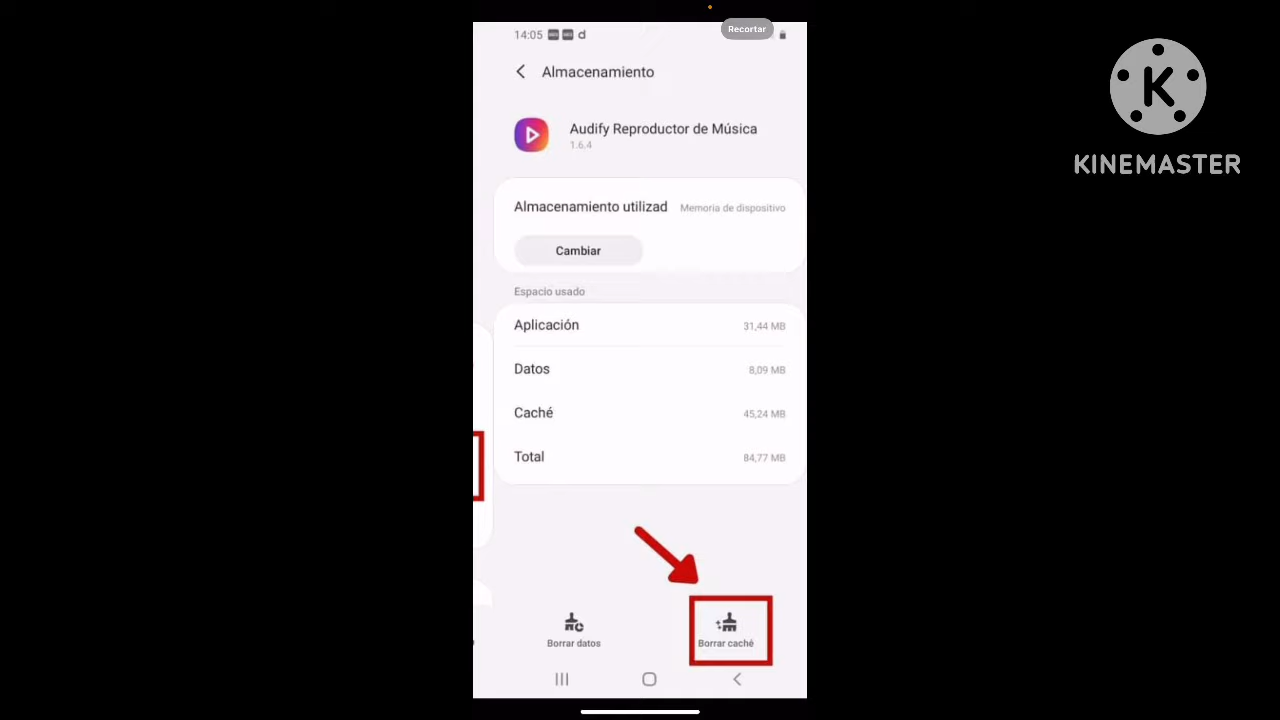 Recortar
14:05
Almacenamiento
Audify Reproductor de Música
1.6.4
Almacenamiento utilizad Memoria de dispositivo
Cambiar
Espacio usado
Aplicación 31,44 MB
Datos 8,09 MB
Caché 45,24 MB
Total 84,77 MB
Borrar datos Borrar caché
K
KINEMASTER